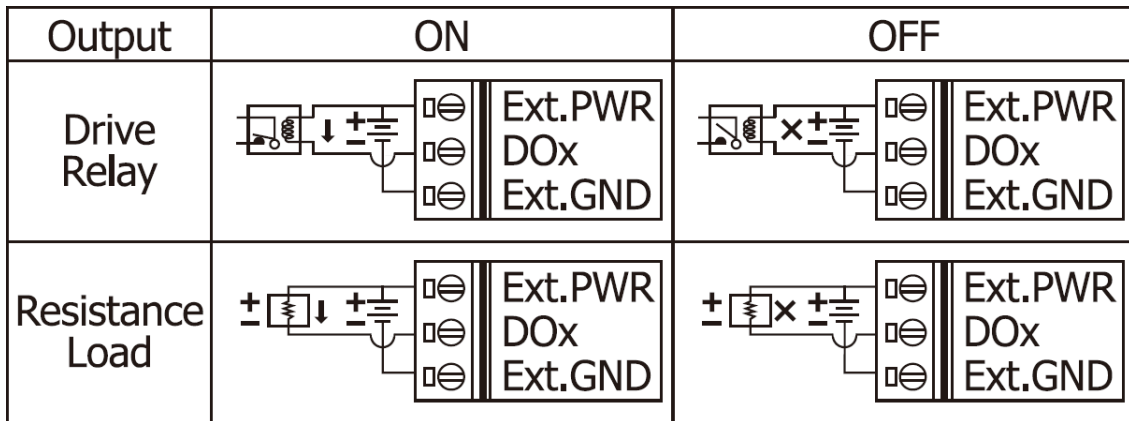 Output ON OFF
Drive
Relay
+
−
Ext.PWR
DOx
Ext.GND
+
−
Ext.PWR
DOx
Ext.GND
Resistance
Load
+
−
+
−
Ext.PWR
DOx
Ext.GND
+
−
+
−
Ext.PWR
DOx
Ext.GND